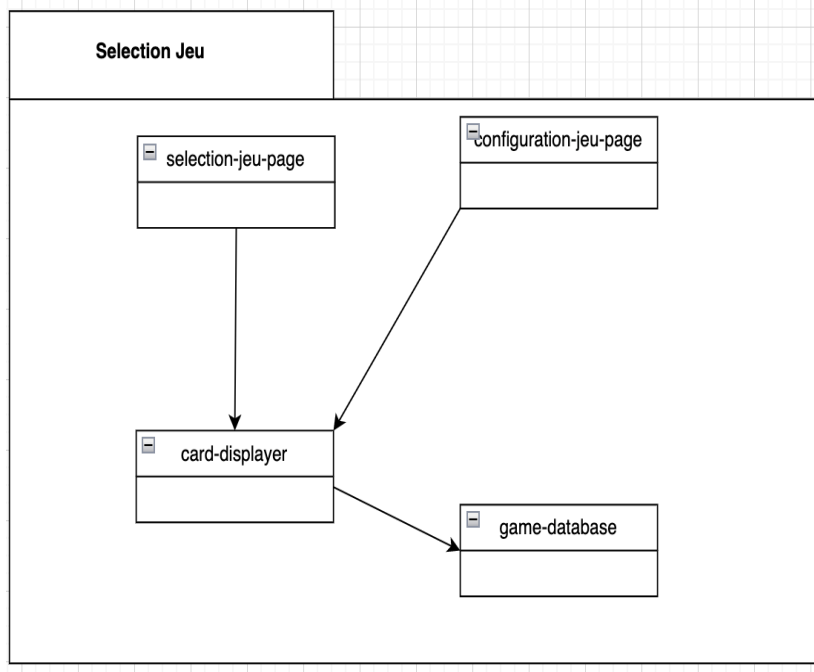 Selection Jeu
selection-jeu-page
configuration-jeu-page
card-displayer
game-database